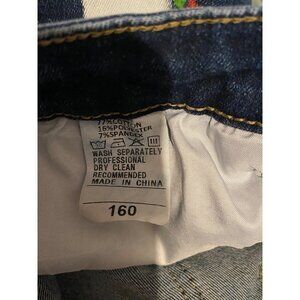 77%COTTON
16%POLYESTER
7%SPANDEX
WASH SEPARATELY
PROFESSIONAL
DRY CLEAN
RECOMMENDED
MADE IN CHINA
160